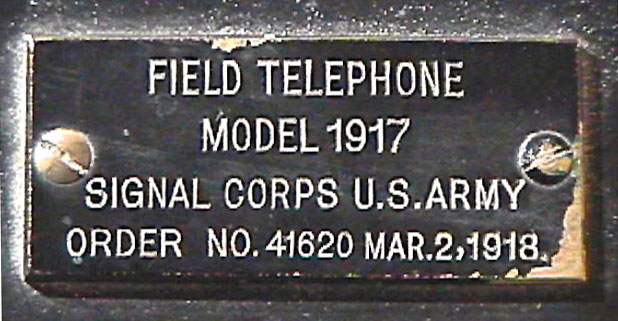 FIELD TELEPHONE
MODEL 1917
SIGNAL CORPS U.S.ARMY
ORDER NO. 41620 MAR.2,1918.